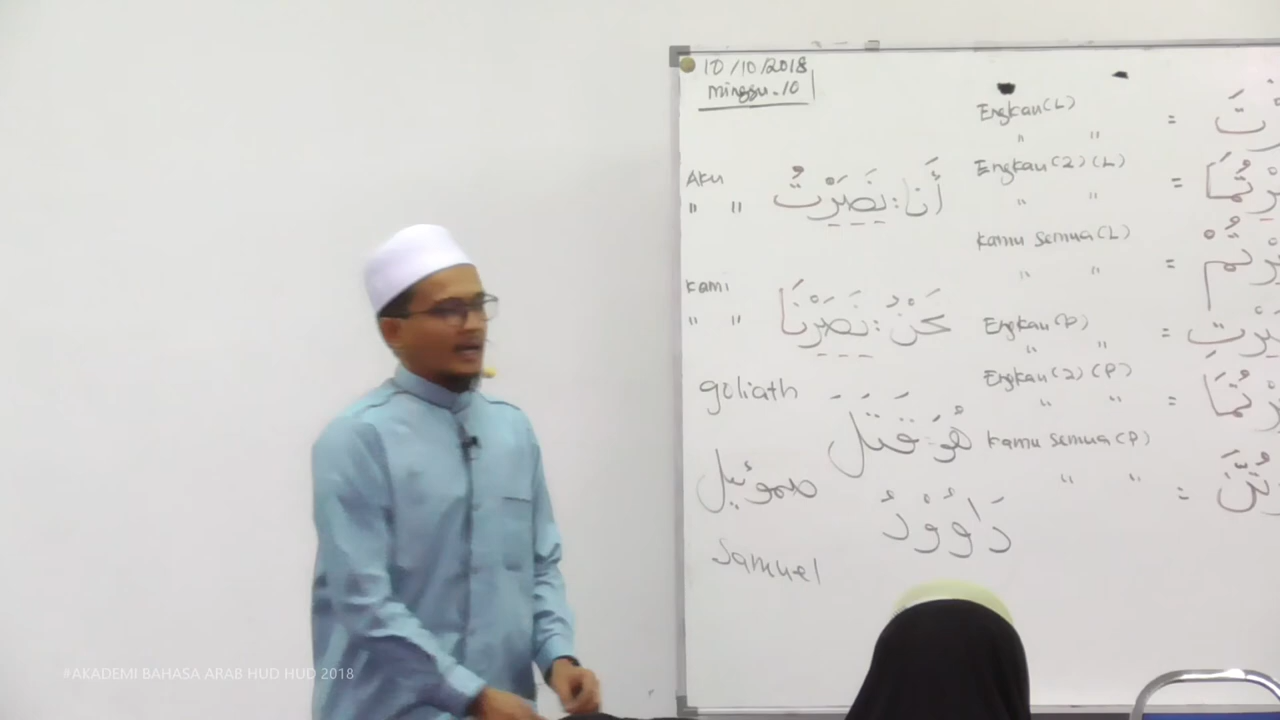 10/10/2018
minggu.10
Aku
" " أَنَا : نَصَرْتُ
Kami
" " نَحْنُ : نَصَرْنَا
goliath
هُوَ : قَتَلَ
صموئيل
دَاوُوْدُ
Samuel
Engkau (L)
" " =
Engkau (2) (L)
" " =
Kamu semua (L)
" " =
Engkau (P)
" " =
Engkau (2) (P)
" " =
Kamu semua (P)
" " =
#AKADEMI BAHASA ARAB HUD HUD 2018